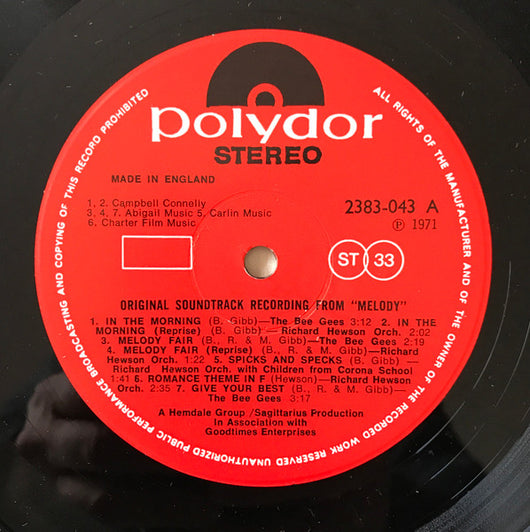 polydor
STEREO
MADE IN ENGLAND
1, 2. Campbell Connelly
3, 4, 7. Abigail Music 5. Carlin Music
6. Charter Film Music
2383-043 A
Ⓟ 1971
ST 33
ORIGINAL SOUNDTRACK RECORDING FROM "MELODY"
1. IN THE MORNING (B. Gibb)—The Bee Gees 3:12 2. IN
THE MORNING (Reprise) (B. Gibb)—Richard Hewson Orch. 2:02
3. MELODY FAIR (B., R. & M. Gibb)—The Bee Gees 2:19
4. MELODY FAIR (Reprise) (B., R. & M. Gibb)—Richard
Hewson Orch. 1:22 5. SPICKS AND SPECKS (B. Gibb)—
Richard Hewson Orch. with Children from Corona School
1:41 6. ROMANCE THEME IN F (Hewson)—Richard Hewson
Orch. 2:35 7. GIVE YOUR BEST (B., R. & M. Gibb)—
The Bee Gees 3:17
A Hemdale Group /Sagittarius Production
In Association with
Goodtimes Enterprises
ALL RIGHTS OF THE MANUFACTURER AND OF THE OWNER OF THE RECORDED WORK RESERVED UNAUTHORIZED PUBLIC PERFORMANCE BROADCASTING AND COPYING OF THIS RECORD PROHIBITED